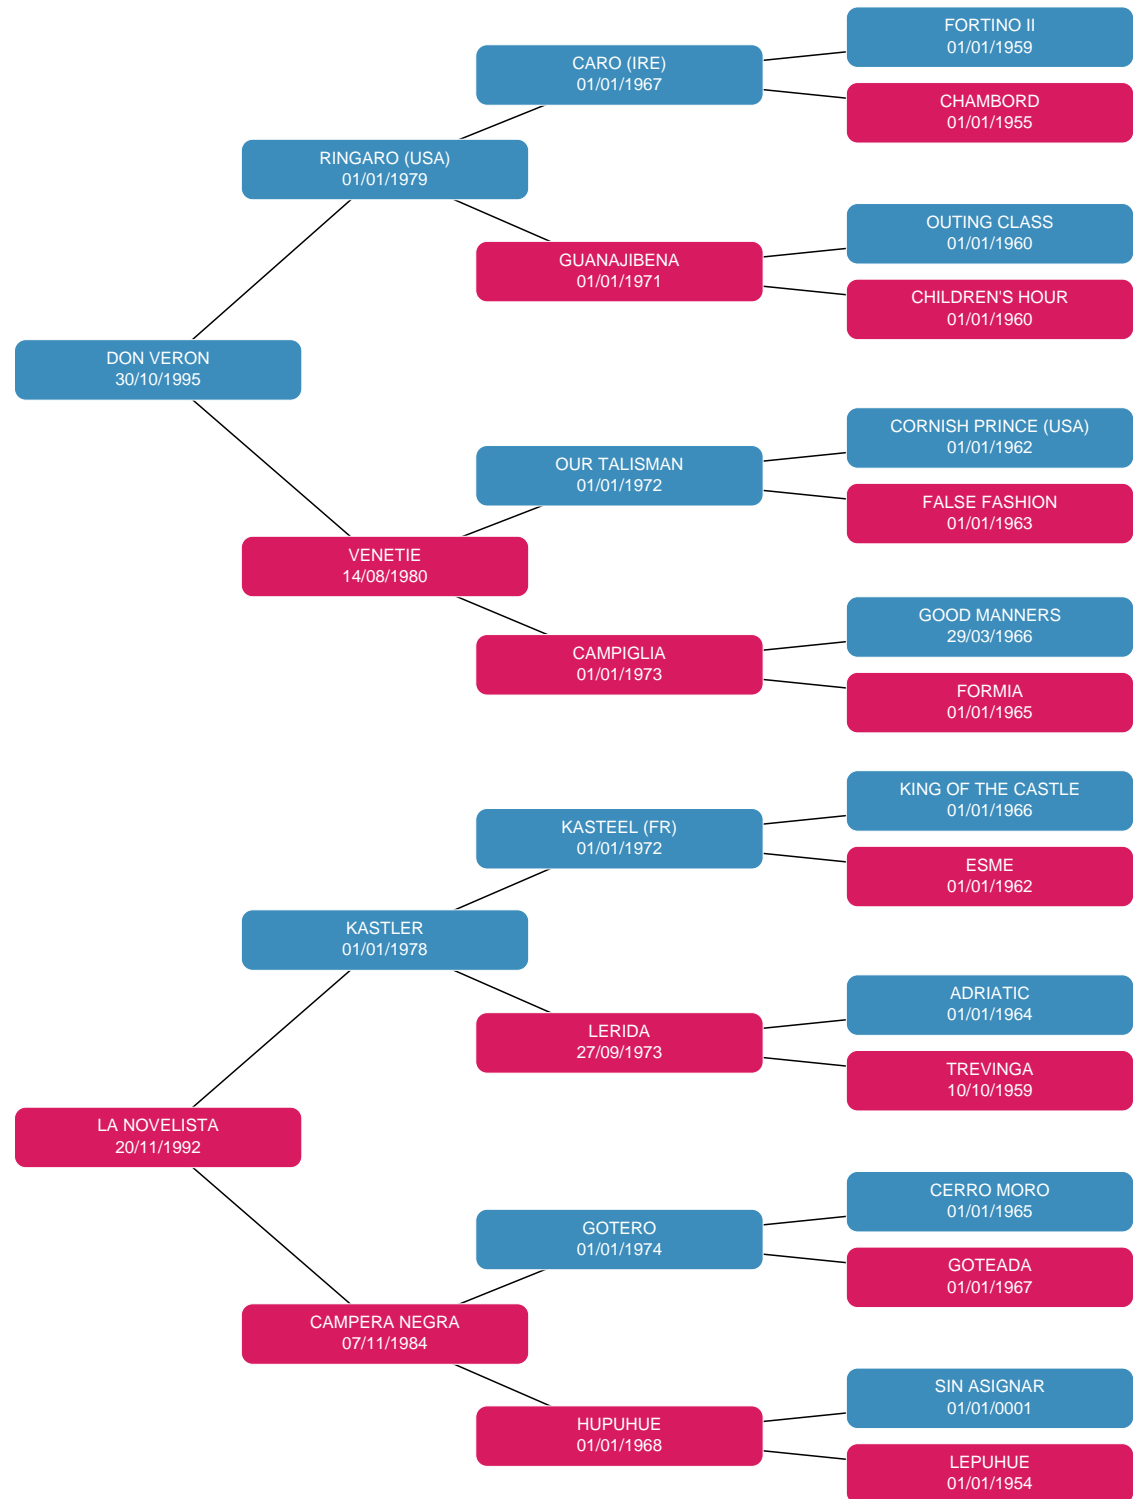 FORTINO II
01/01/1959
CARO (IRE)
01/01/1967
CHAMBORD
01/01/1955
RINGARO (USA)
01/01/1979
OUTING CLASS
01/01/1960
GUANAJIBENA
01/01/1971
CHILDREN'S HOUR
01/01/1960
DON VERON
30/10/1995
CORNISH PRINCE (USA)
01/01/1962
OUR TALISMAN
01/01/1972
FALSE FASHION
01/01/1963
VENETIE
14/08/1980
GOOD MANNERS
29/03/1966
CAMPIGLIA
01/01/1973
FORMIA
01/01/1965
KING OF THE CASTLE
01/01/1966
KASTEEL (FR)
01/01/1972
ESME
01/01/1962
KASTLER
01/01/1978
ADRIATIC
01/01/1964
LERIDA
27/09/1973
TREVINGA
10/10/1959
LA NOVELISTA
20/11/1992
CERRO MORO
01/01/1965
GOTERO
01/01/1974
GOTEADA
01/01/1967
CAMPERA NEGRA
07/11/1984
SIN ASIGNAR
01/01/0001
HUPUHUE
01/01/1968
LEPUHUE
01/01/1954